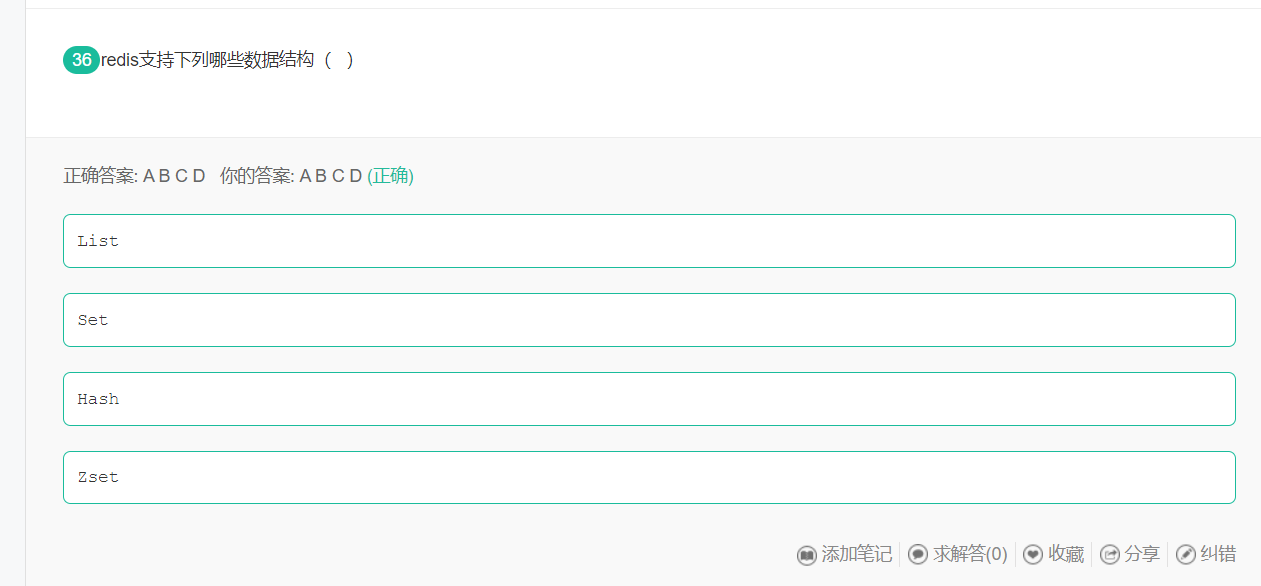 36redis支持下列哪些数据结构（ ）
正确答案: A B C D 你的答案: A B C D (正确)
List
Set
Hash
Zset
添加笔记 求解答(0) 收藏 分享 纠错